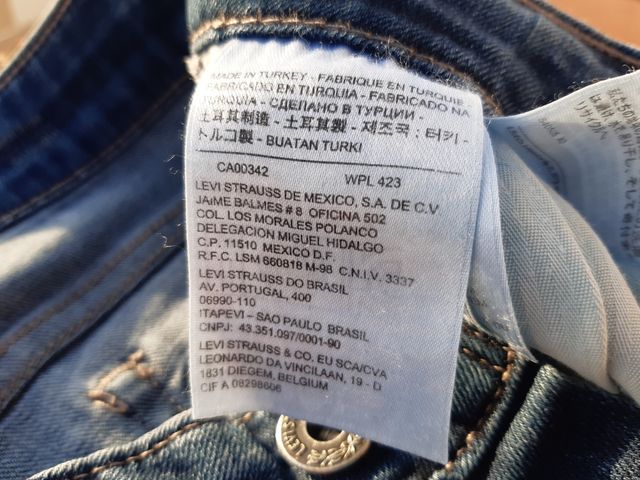 MADE IN TURKEY - FABRIQUE EN TURQUIE
FABRICADO EN TURQUIA - FABRICADO NA
TURQUIA - СДЕЛАНО В ТУРЦИИ -
土耳其制造 - 土耳其製 - 제조국 : 터키 -
トルコ製 - BUATAN TURKI
CA00342 WPL 423
LEVI STRAUSS DE MEXICO, S.A. DE C.V.
JAIME BALMES # 8 OFICINA 502
COL. LOS MORALES POLANCO
DELEGACION MIGUEL HIDALGO
C.P. 11510 MEXICO D.F.
R.F.C. LSM 660818 M-98 C.N.I.V. 3337
LEVI STRAUSS DO BRASIL
AV. PORTUGAL, 400
06990-110
ITAPEVI – SAO PAULO BRASIL
CNPJ: 43.351.097/0001-90
LEVI STRAUSS & CO. EU SCA/CVA
LEONARDO DA VINCILAAN, 19 - D
1831 DIEGEM, BELGIUM
CIF A 08298606